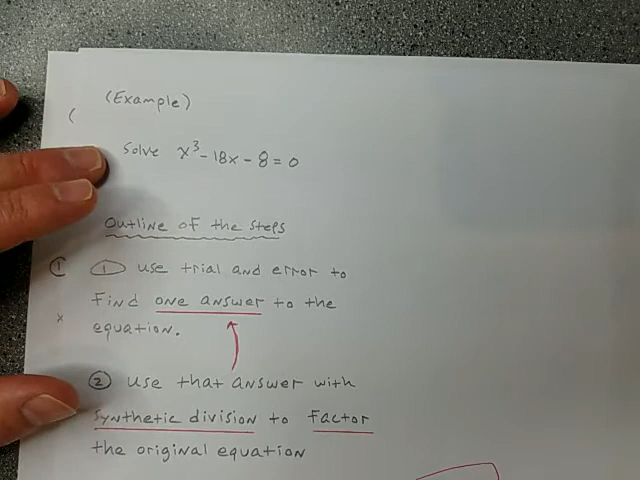 (Example)
(
Solve x³ - 18x - 8 = 0
Outline of the steps
① ① use trial and error to
Find one answer to the
x
equation.
② use that answer with
synthetic division to factor
the original equation